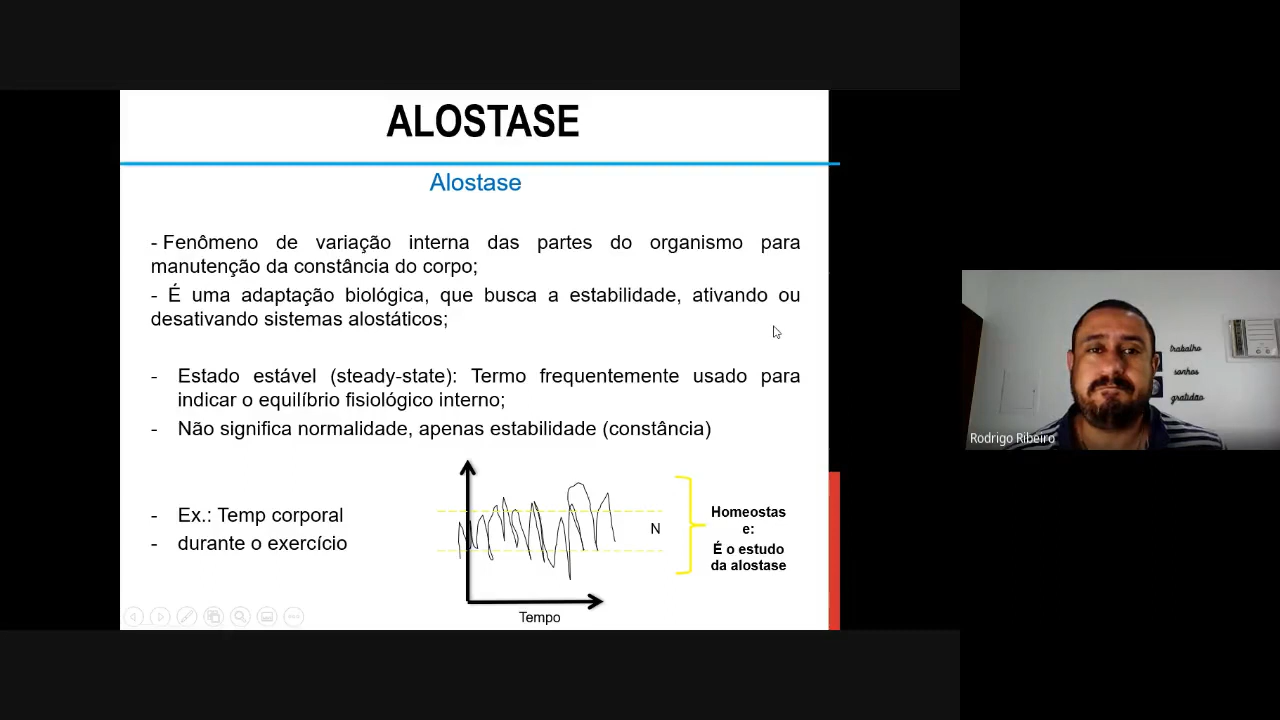 ALOSTASE
Alostase
- Fenômeno de variação interna das partes do organismo para
manutenção da constância do corpo;
- É uma adaptação biológica, que busca a estabilidade, ativando ou
desativando sistemas alostáticos;
- Estado estável (steady-state): Termo frequentemente usado para
indicar o equilíbrio fisiológico interno;
- Não significa normalidade, apenas estabilidade (constância)
- Ex.: Temp corporal
- durante o exercício
N
Homeostas
e:
É o estudo
da alostase
Tempo
trabalho
sonhos
gratidão
Rodrigo Ribeiro